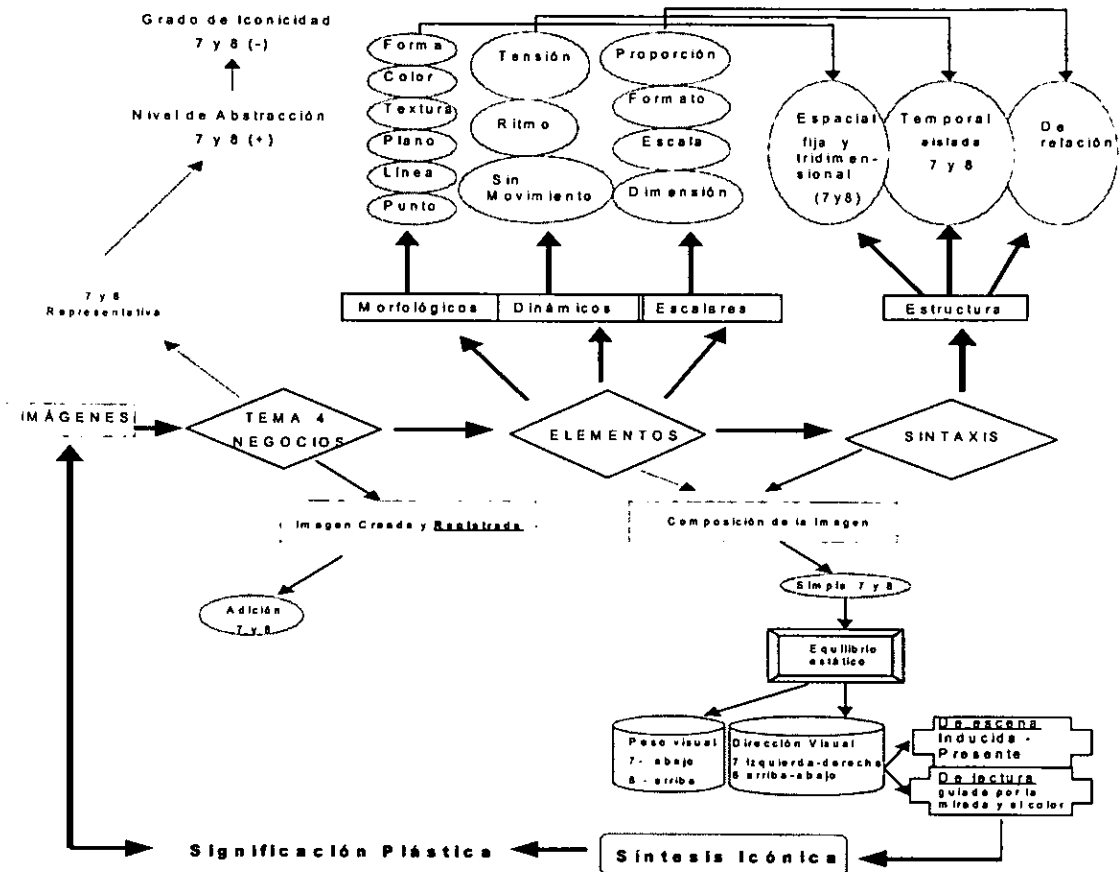 Grado de Iconicidad
7 y 8 (-)
Nivel de Abstracción
7 y 8 (+)
7 y 8
Representativa
Forma
Color
Textura
Plano
Línea
Punto
Tensión
Ritmo
Sin
Movimiento
Proporción
Formato
Escala
Dimensión
Espacial
fija y
tridimen-
sional
(7y8)
Temporal
aislada
7 y 8
De
relación
Morfológicos
Dinámicos
Escalares
Estructura
IMÁGENES
TEMA 4
NEGOCIOS
ELEMENTOS
SINTAXIS
Imagen Creada y Registrada -
Composición de la Imagen
Adición
7 y 8
Simple 7 y 8
Equilibrio
estático
Peso visual
7 - abajo
8 - arriba
Dirección Visual
7 izquierda-derecha
8 arriba-abajo
De escena
Inducida -
Presente
De lectura
guiada por la
mirada y el color
Significación Plástica
Síntesis Icónica